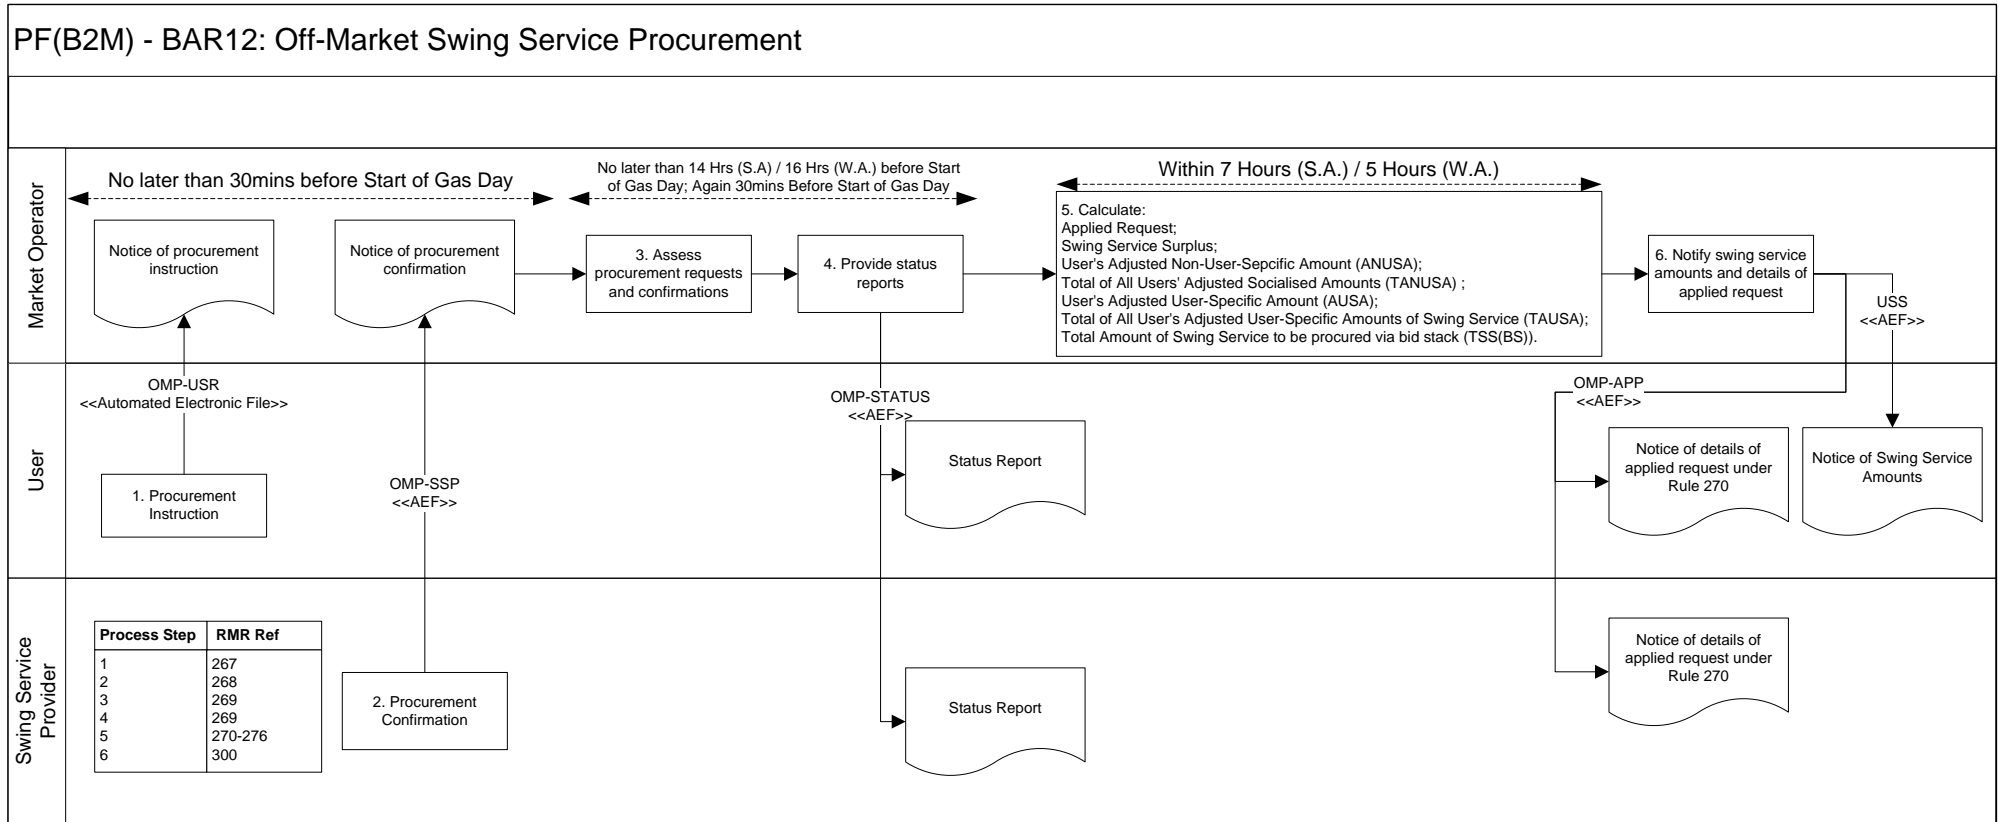 PF(B2M) - BAR12: Off-Market Swing Service Procurement
Market Operator
No later than 30mins before Start of Gas Day
No later than 14 Hrs (S.A) / 16 Hrs (W.A.) before Start
of Gas Day; Again 30mins Before Start of Gas Day
Within 7 Hours (S.A.) / 5 Hours (W.A.)
Notice of procurement
instruction
Notice of procurement
confirmation
3. Assess
procurement requests
and confirmations
4. Provide status
reports
5. Calculate:
Applied Request;
Swing Service Surplus;
User's Adjusted Non-User-Sepcific Amount (ANUSA);
Total of All Users' Adjusted Socialised Amounts (TANUSA) ;
User's Adjusted User-Specific Amount (AUSA);
Total of All User's Adjusted User-Specific Amounts of Swing Service (TAUSA);
Total Amount of Swing Service to be procured via bid stack (TSS(BS)).
6. Notify swing service
amounts and details of
applied request
USS
<<AEF>>
User
OMP-USR
<<Automated Electronic File>>
1. Procurement
Instruction
OMP-SSP
<<AEF>>
OMP-STATUS
<<AEF>>
Status Report
OMP-APP
<<AEF>>
Notice of details of
applied request under
Rule 270
Notice of Swing Service
Amounts
Swing Service
Provider
Process Step RMR Ref
1 267
2 268
3 269
4 269
5 270-276
6 300
2. Procurement
Confirmation
Status Report
Notice of details of
applied request under
Rule 270